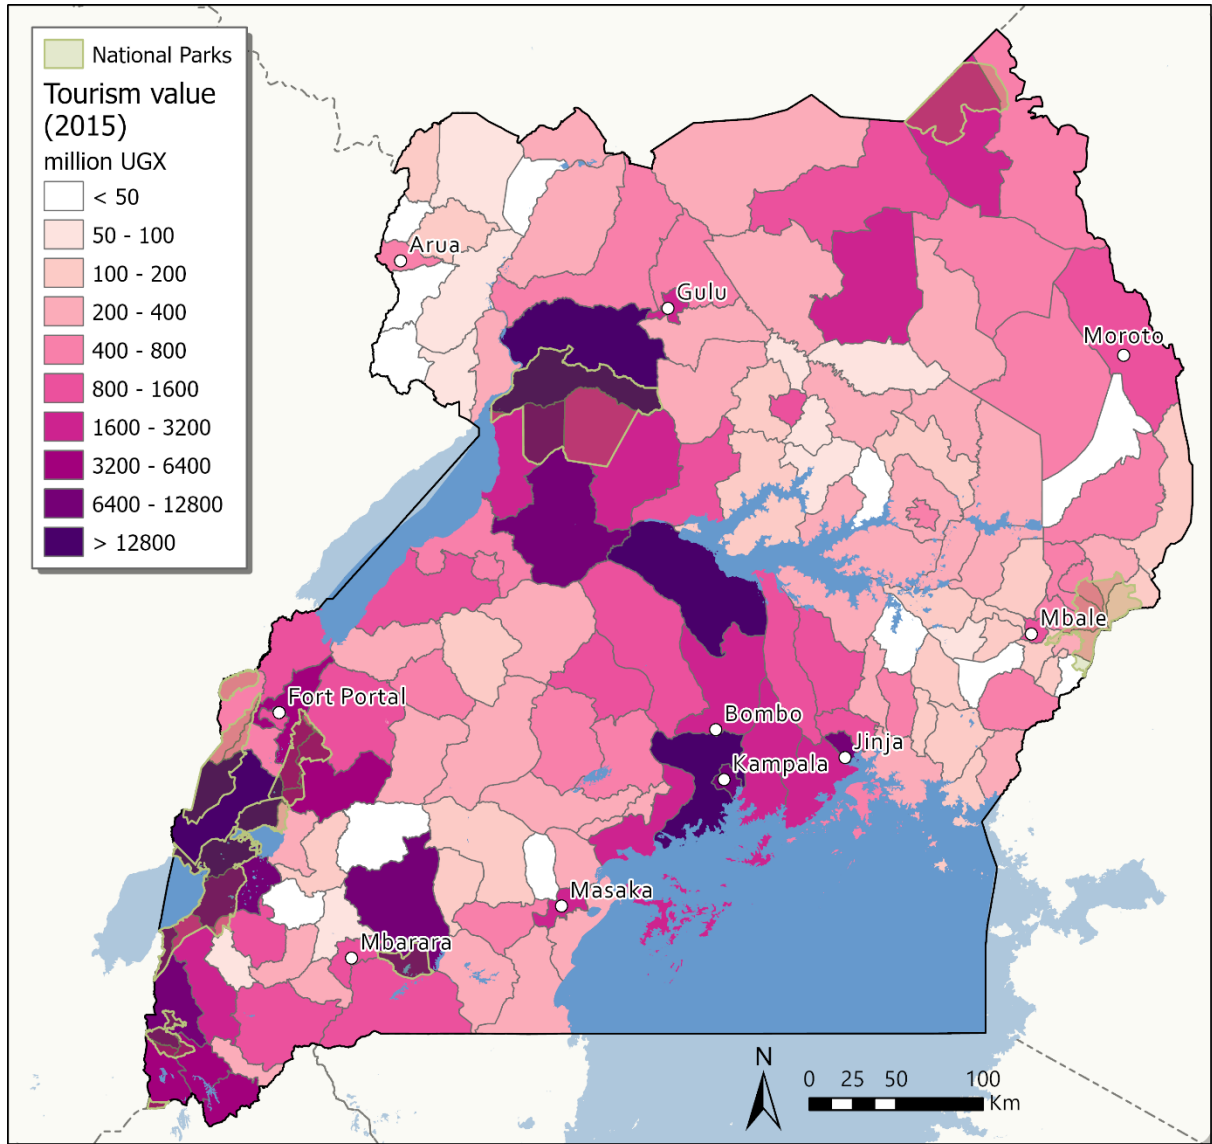 National Parks
Tourism value
(2015)
million UGX
< 50
50 - 100
100 - 200
200 - 400
400 - 800
800 - 1600
1600 - 3200
3200 - 6400
6400 - 12800
> 12800
Arua
Gulu
Moroto
Mbale
Fort Portal
Bombo
Jinja
Kampala
Masaka
Mbarara
N
0 25 50 100
Km